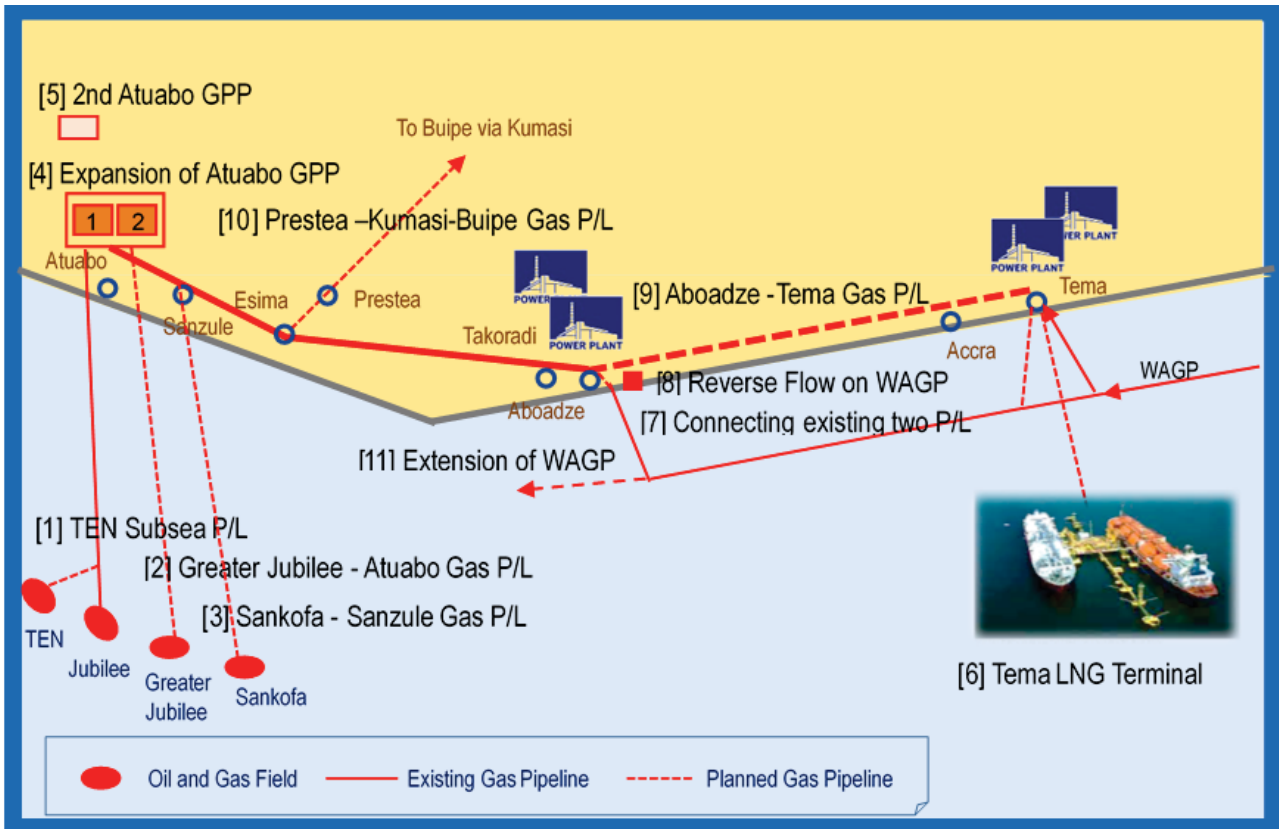 [5] 2nd Atuabo GPP
To Buipe via Kumasi
[4] Expansion of Atuabo GPP
1 2
[10] Prestea –Kumasi-Buipe Gas P/L
Atuabo
Sanzule
Esima
Prestea
POWER
POWER PLANT
Takoradi
Aboadze
[9] Aboadze -Tema Gas P/L
ER PLANT
POWER PLANT
Tema
Accra
WAGP
[8] Reverse Flow on WAGP
[7] Connecting existing two P/L
[11] Extension of WAGP
[1] TEN Subsea P/L
[2] Greater Jubilee - Atuabo Gas P/L
[3] Sankofa - Sanzule Gas P/L
TEN
Jubilee
Greater
Jubilee
Sankofa
[6] Tema LNG Terminal
Oil and Gas Field
Existing Gas Pipeline
Planned Gas Pipeline